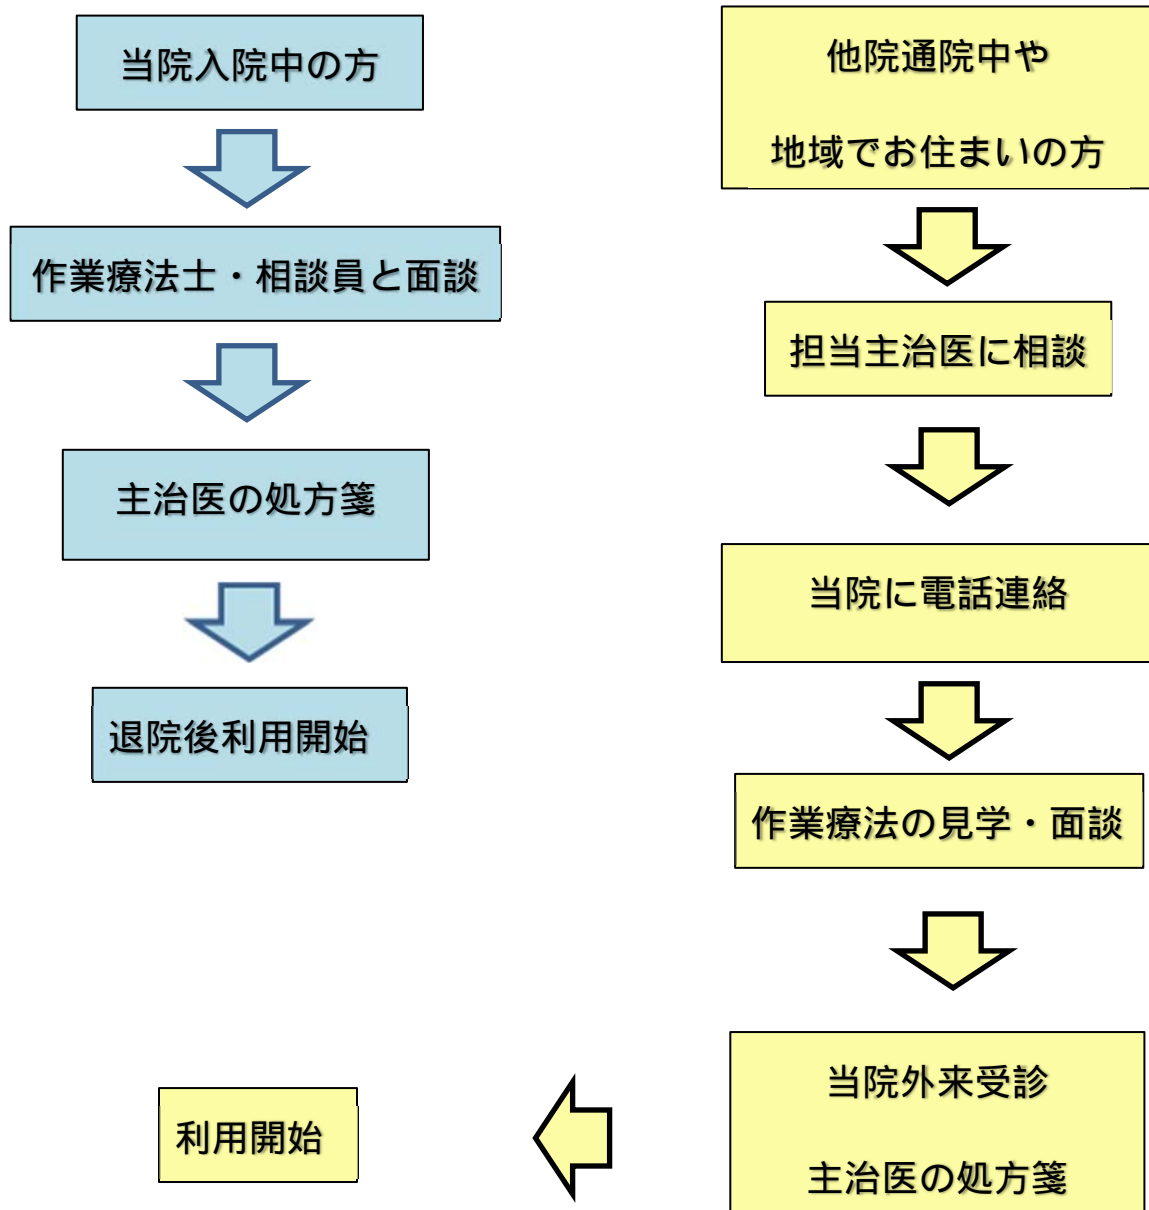 当院入院中の方
作業療法士・相談員と面談
主治医の処方箋
退院後利用開始
他院通院中や
地域でお住まいの方
担当主治医に相談
当院に電話連絡
作業療法の見学・面談
当院外来受診
主治医の処方箋
利用開始